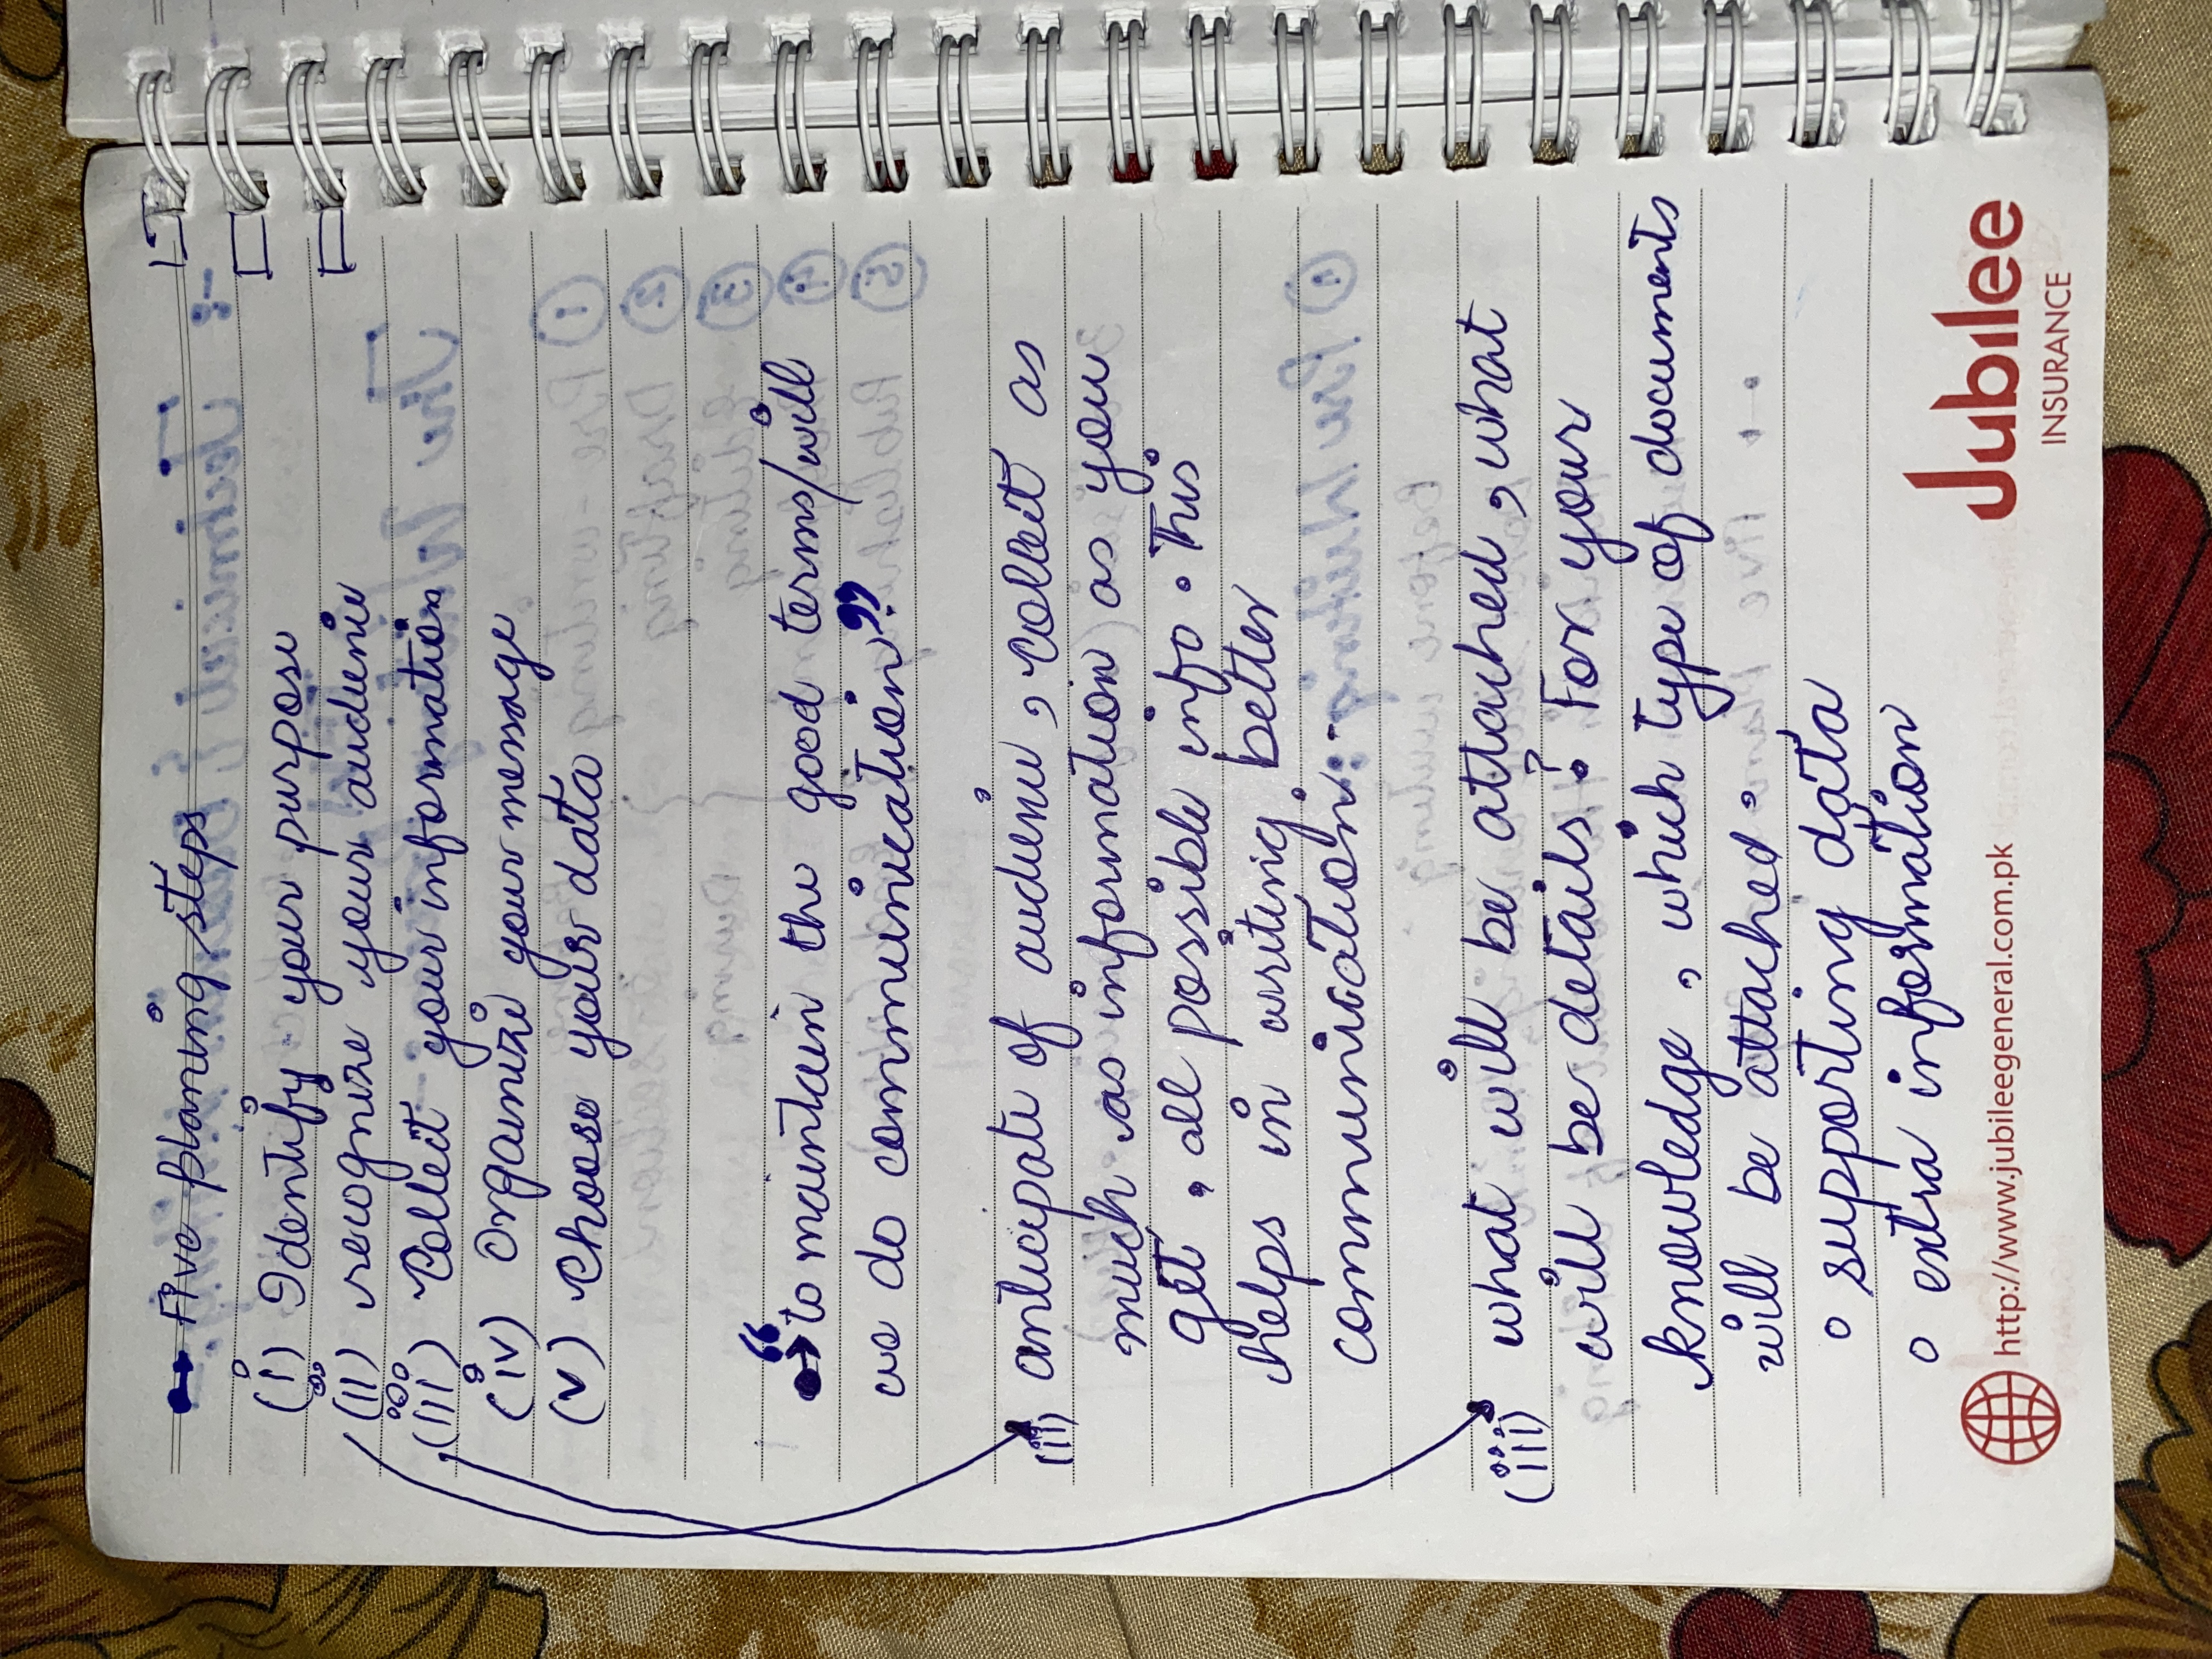 → Five planing steps
(i) Identify your purpose
(ii) recognize your audience
(iii) Collect your information
(iv) Organize your message
(v) Choose your data
“→ to maintain the good terms/will
we do communication”.
(ii) anticipate of audience, collect as
much as information as you
get, all possible info. This
helps in writing better
communication.
(iii) what will be attached, what
will be details? For your
knowledge, which type of documents
will be attached.
○ supporting data
○ extra information
http://www.jubileegeneral.com.pk
Jubilee
INSURANCE